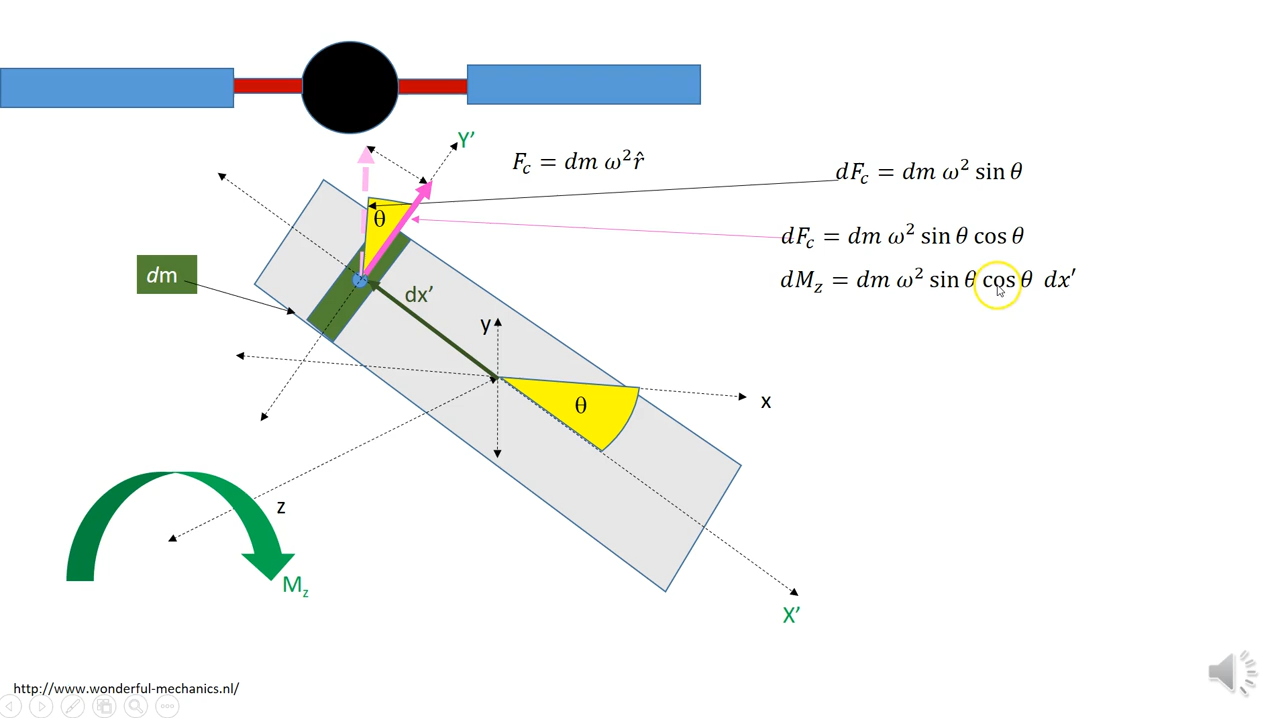 Y'
F_c = dm ω² r̂
dF_c = dm ω² sin θ
θ
dF_c = dm ω² sin θ cos θ
dm
dM_z = dm ω² sin θ cos θ dx'
dx'
y
θ
x
z
M_z
X'
http://www.wonderful-mechanics.nl/